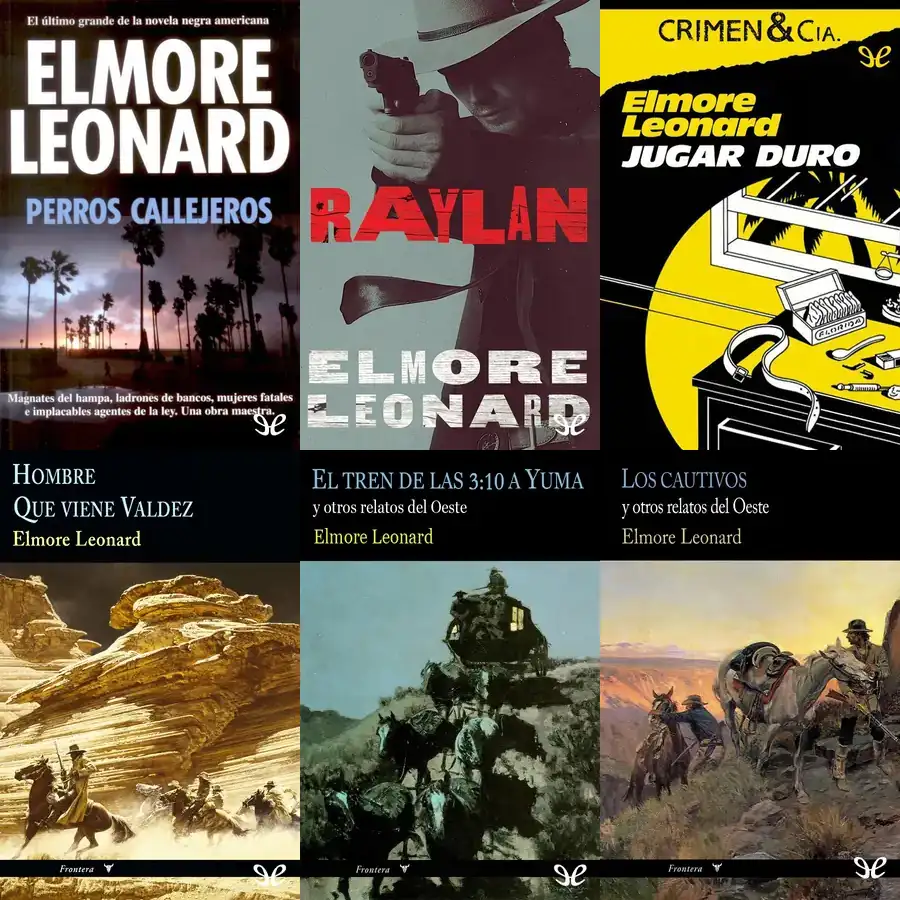 El último grande de la novela negra americana
ELMORE
LEONARD
PERROS CALLEJEROS
Magnates del hampa, ladrones de bancos, mujeres fatales
e implacables agentes de la ley. Una obra maestra.
RAYLAN
ELMORE
LEONARD
CRIMEN & CIA.
Elmore
Leonard
JUGAR DURO
FLORIDA
HOMBRE
QUE VIENE VALDEZ
Elmore Leonard
Frontera
EL TREN DE LAS 3:10 A YUMA
y otros relatos del Oeste
Elmore Leonard
Frontera
LOS CAUTIVOS
y otros relatos del Oeste
Elmore Leonard
Frontera